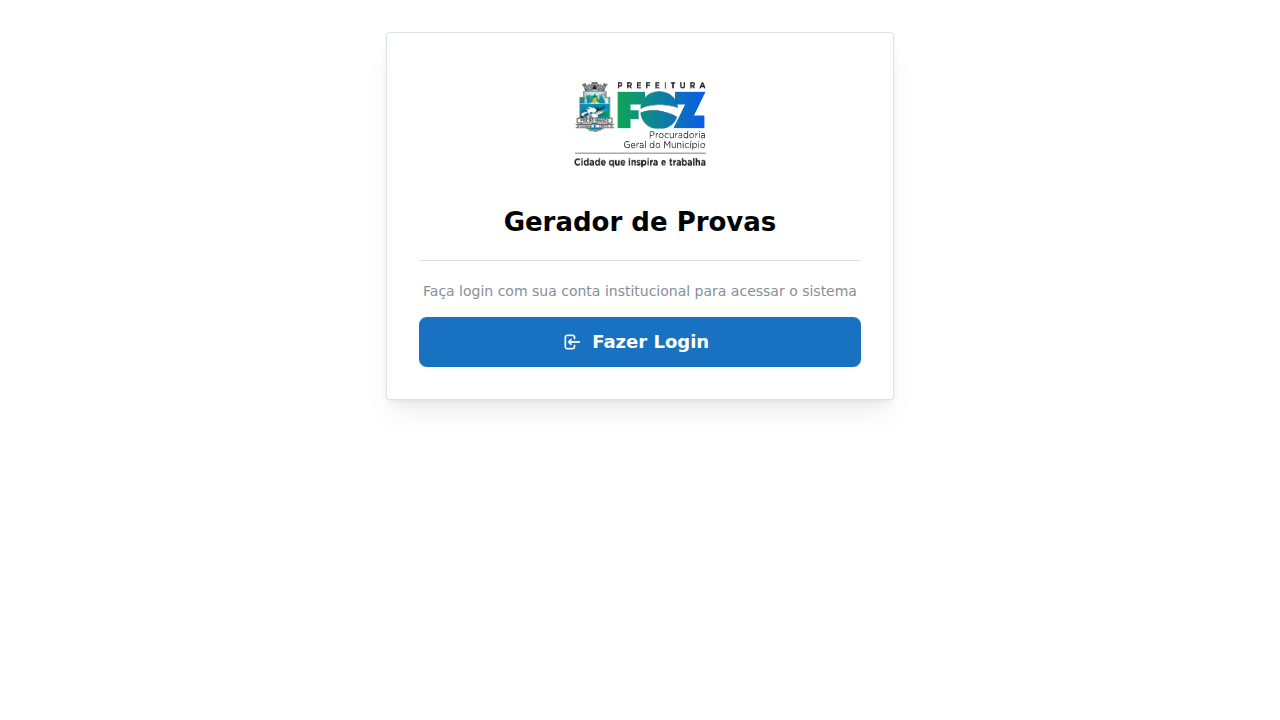 PREFEITURA
FOZ
Procuradoria
Geral do Município
Cidade que inspira e trabalha
Gerador de Provas
Faça login com sua conta institucional para acessar o sistema
Fazer Login